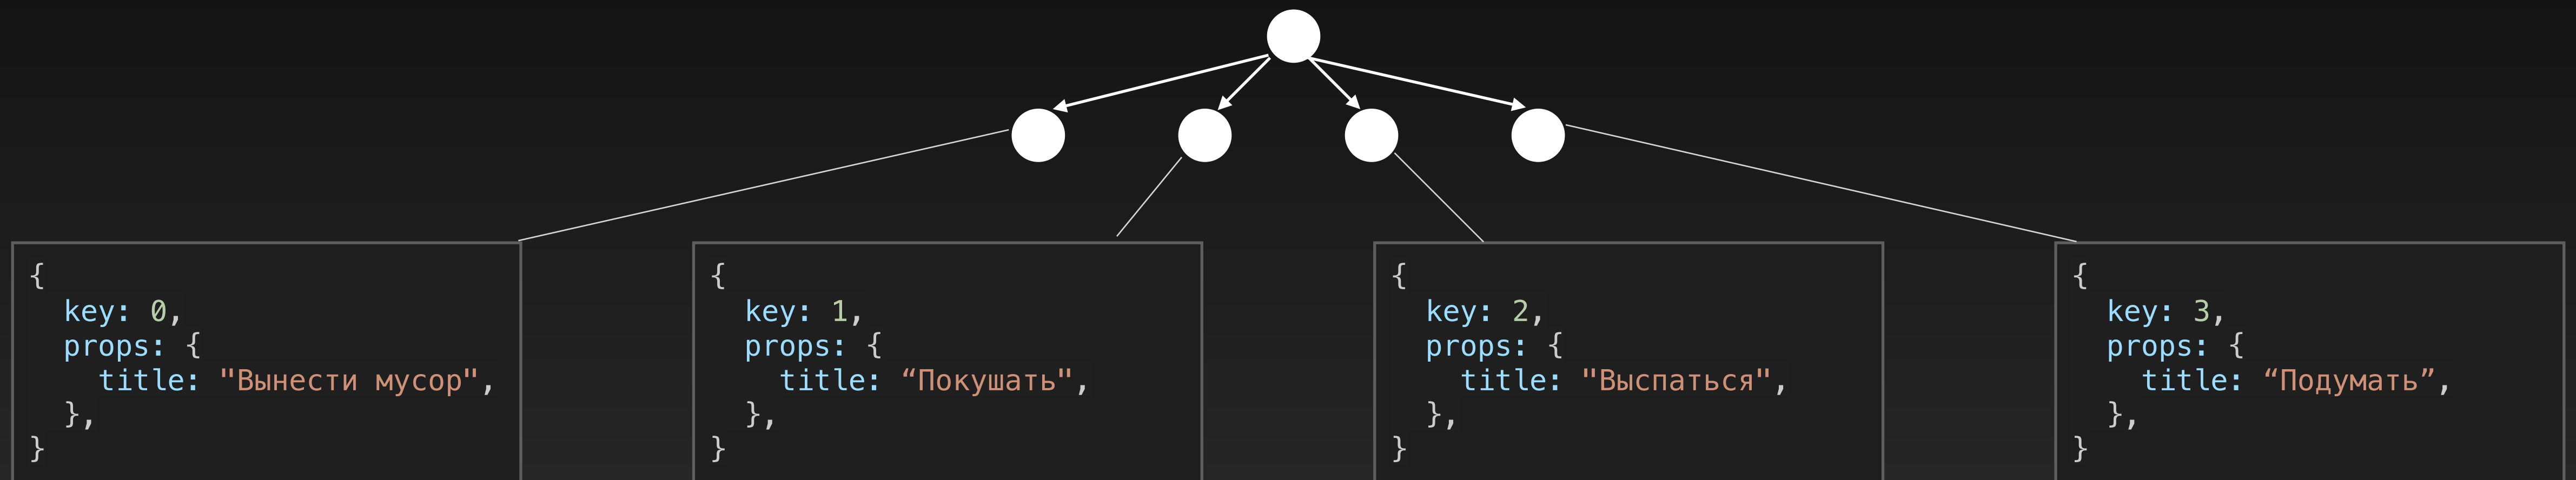 {
key: 0,
props: {
title: "Вынести мусор",
},
}
{
key: 1,
props: {
title: “Покушать",
},
}
{
key: 2,
props: {
title: "Выспаться",
},
}
{
key: 3,
props: {
title: “Подумать”,
},
}